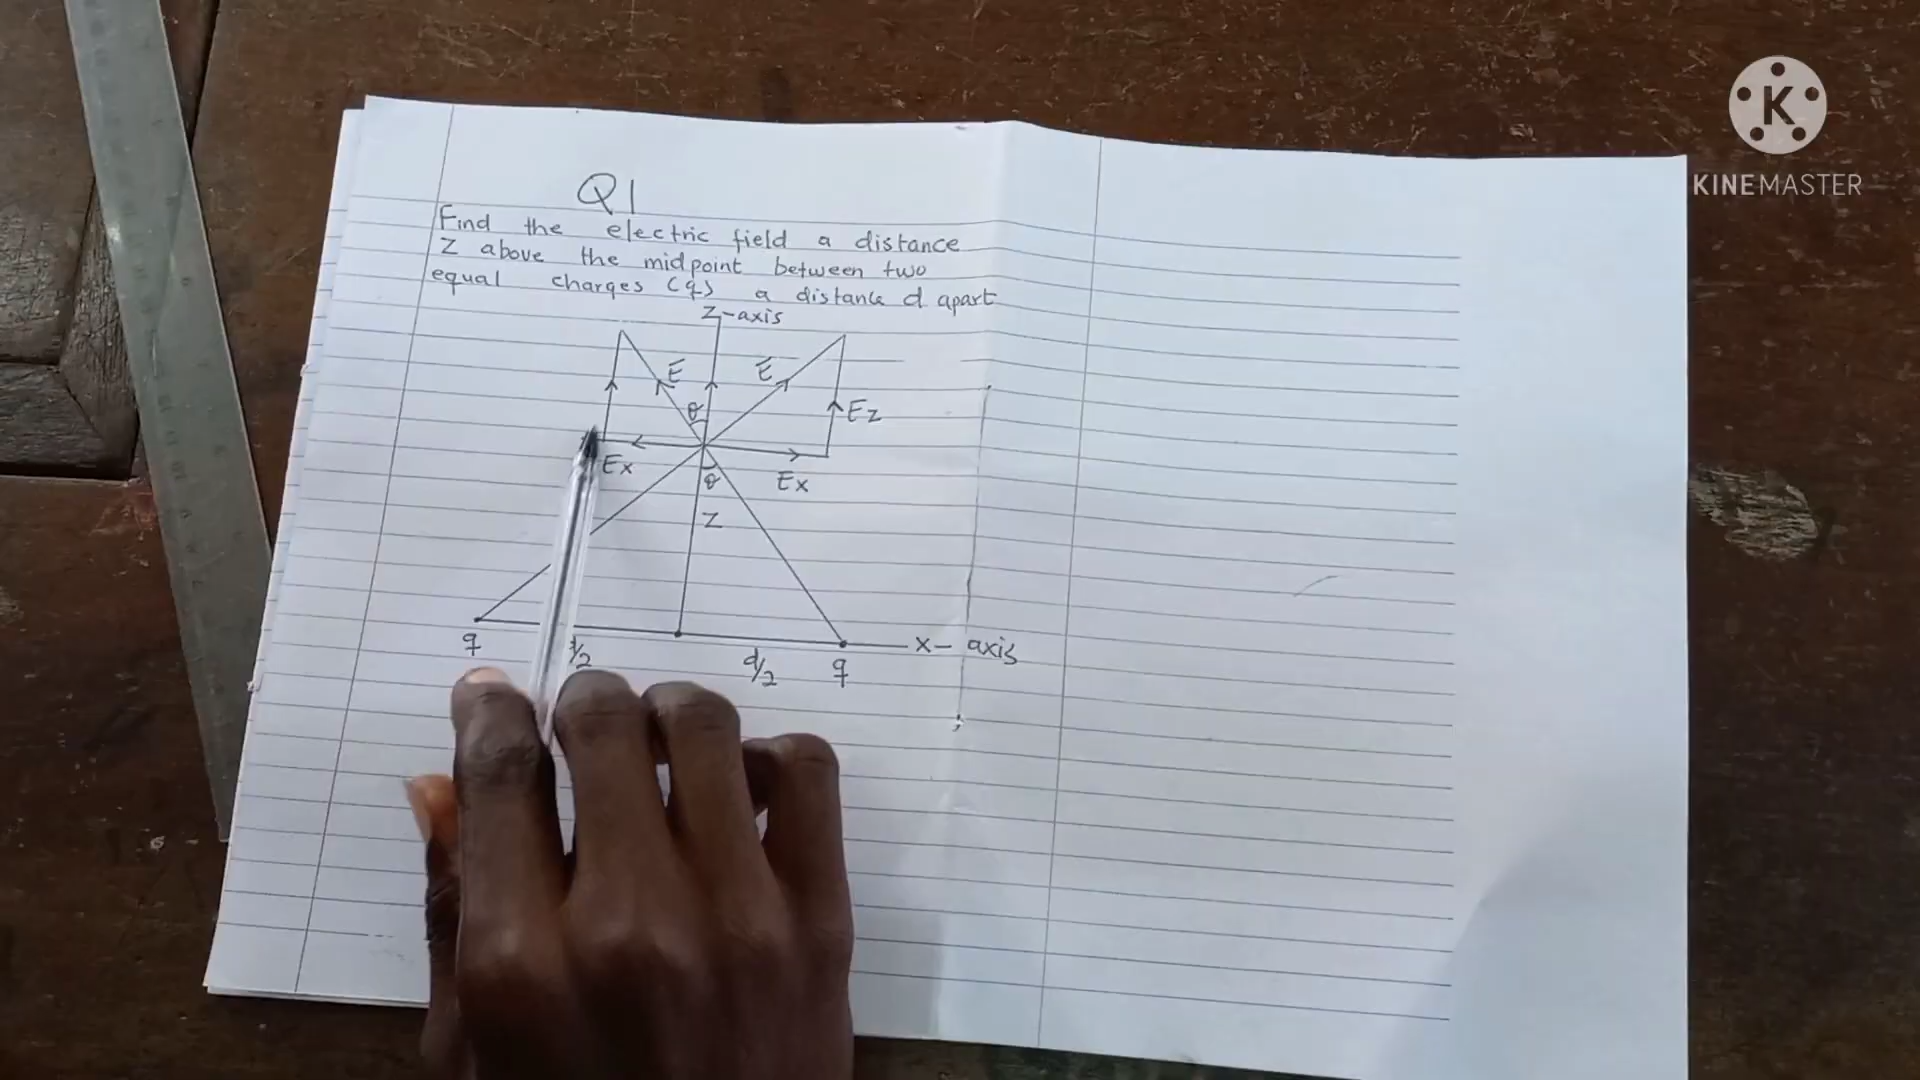 K
KINEMASTER
Q1
Find the electric field a distance
Z above the midpoint between two
equal charges (q) a distance d apart
Z-axis
E
E
θ
Ez
Ex
Ex
θ
Z
x- axis
q
/2
d/2
q